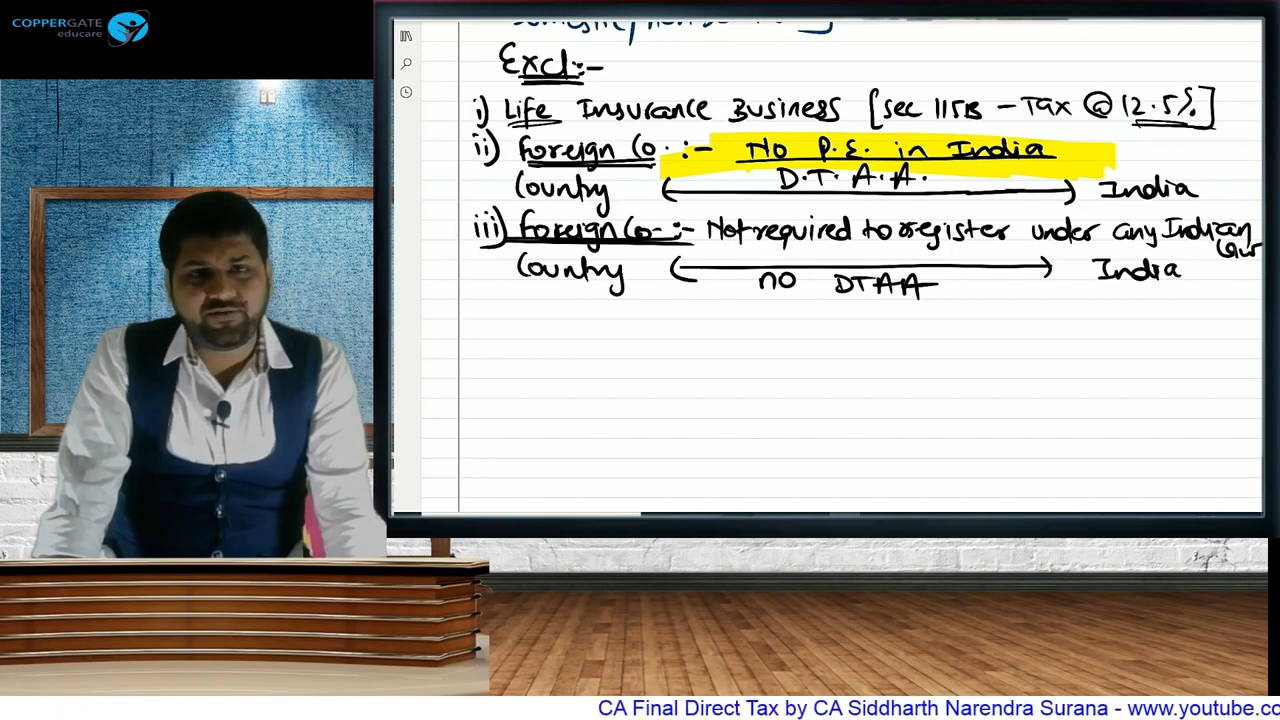 COPPERGATE
educare
Excl:-
i) Life Insurance Business [Sec 115B - Tax @ 12.5%]
ii) Foreign Co. :- No P.E. in India
Country D.T.A.A. India
iii) Foreign Co. :- Not required to register under any Indian
Country no DTAA India
CA Final Direct Tax by CA Siddharth Narendra Surana - www.youtube.co